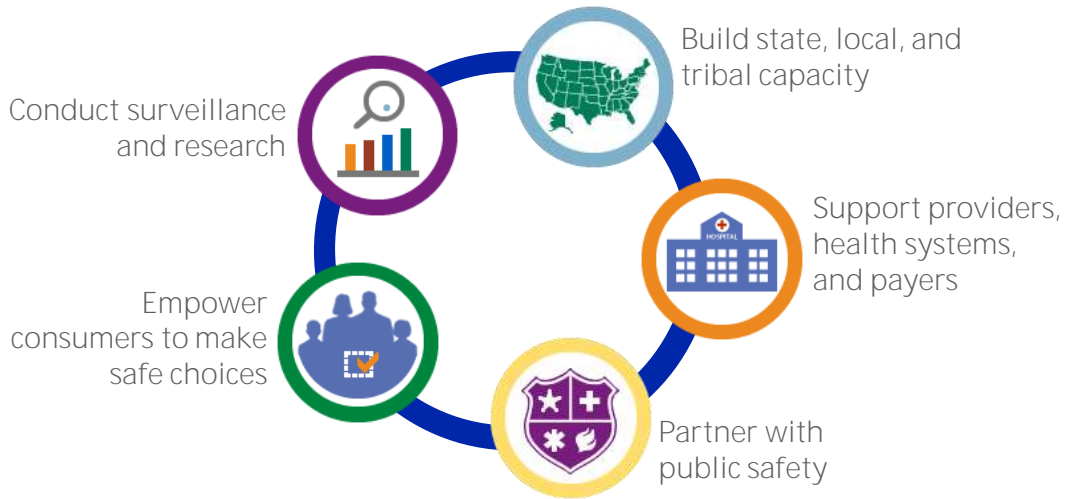 Build state, local, and
tribal capacity
Conduct surveillance
and research
HOSPITAL
Support providers,
health systems,
and payers
Empower
consumers to make
safe choices
Partner with
public safety